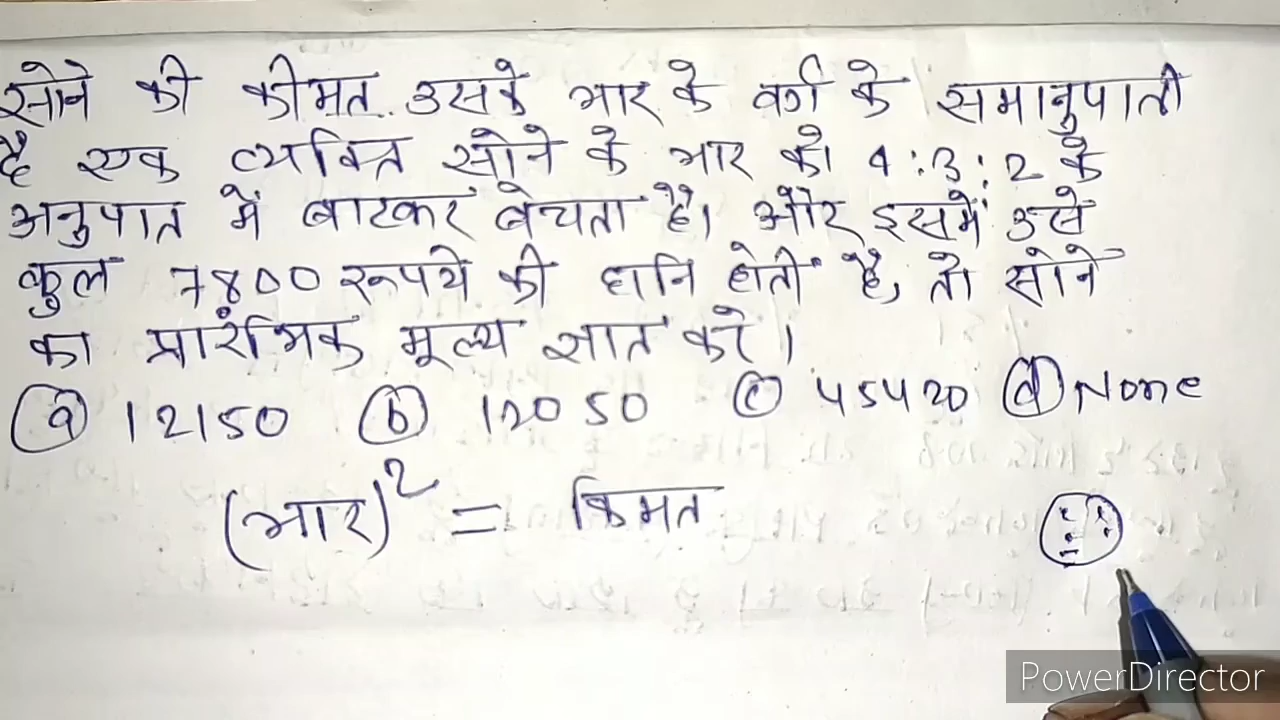 सोने की कीमत उसके भार के वर्ग के समानुपाती
है एक व्यक्ति सोने के भार को 4:3:2 के
अनुपात में बाटकर बेचता है। और इसमें उसे
कुल 7800 रूपये की हानि होती है, तो सोने
का प्रारंभिक मूल्य ज्ञात करे।
(a) 12150 (b) 12050 (c) 45420 (d) None
(भार)² = किमत
PowerDirector